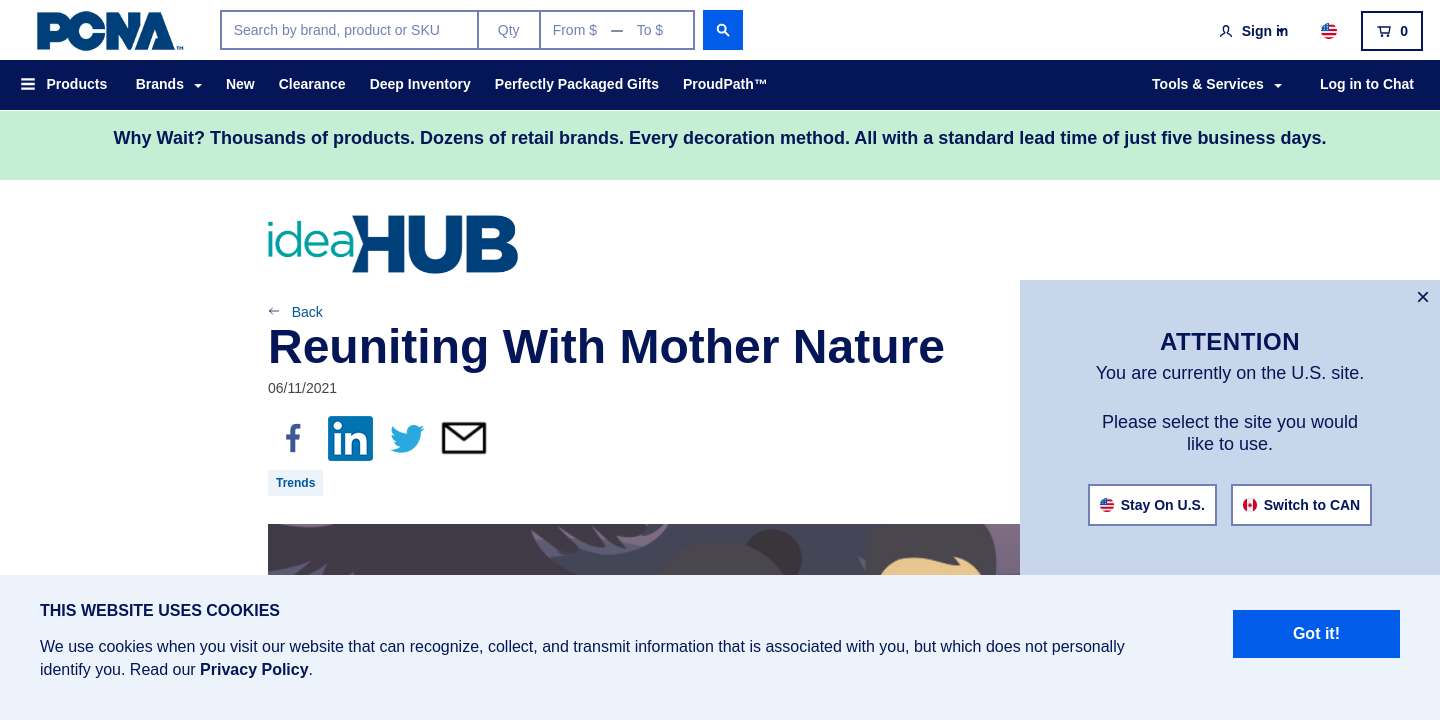 PCNA™
Search by brand, product or SKU
Qty
From $ — To $
Sign in
0
Products
Brands
New
Clearance
Deep Inventory
Perfectly Packaged Gifts
ProudPath™
Tools & Services
Log in to Chat
Why Wait? Thousands of products. Dozens of retail brands. Every decoration method. All with a standard lead time of just five business days.
ideaHUB
Back
Reuniting With Mother Nature
06/11/2021
in
Trends
×
ATTENTION
You are currently on the U.S. site.
Please select the site you would
like to use.
Stay On U.S.
Switch to CAN
THIS WEBSITE USES COOKIES
We use cookies when you visit our website that can recognize, collect, and transmit information that is associated with you, but which does not personally
identify you. Read our Privacy Policy.
Got it!